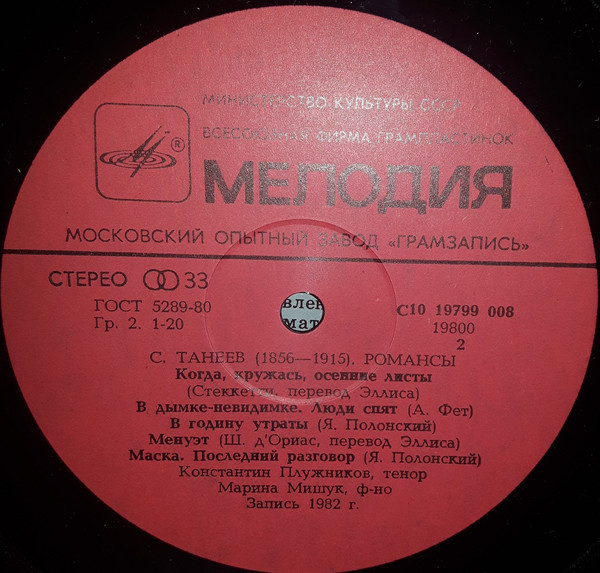 МИНИСТЕРСТВО КУЛЬТУРЫ СССР
ВСЕСОЮЗНАЯ ФИРМА ГРАМПЛАСТИНОК
®
МЕЛОДИЯ
МОСКОВСКИЙ ОПЫТНЫЙ ЗАВОД «ГРАМЗАПИСЬ»
СТЕРЕО 33
ГОСТ 5289-80
Гр. 2. 1-20
влен
мат
С10 19799 008
19800
2
С. ТАНЕЕВ (1856—1915). РОМАНСЫ
Когда, кружась, осенние листы
(Стеккетти, перевод Эллиса)
В дымке-невидимке. Люди спят (А. Фет)
В годину утраты (Я. Полонский)
Менуэт (Ш. д'Ориас, перевод Эллиса)
Маска. Последний разговор (Я. Полонский)
Константин Плужников, тенор
Марина Мишук, ф-но
Запись 1982 г.